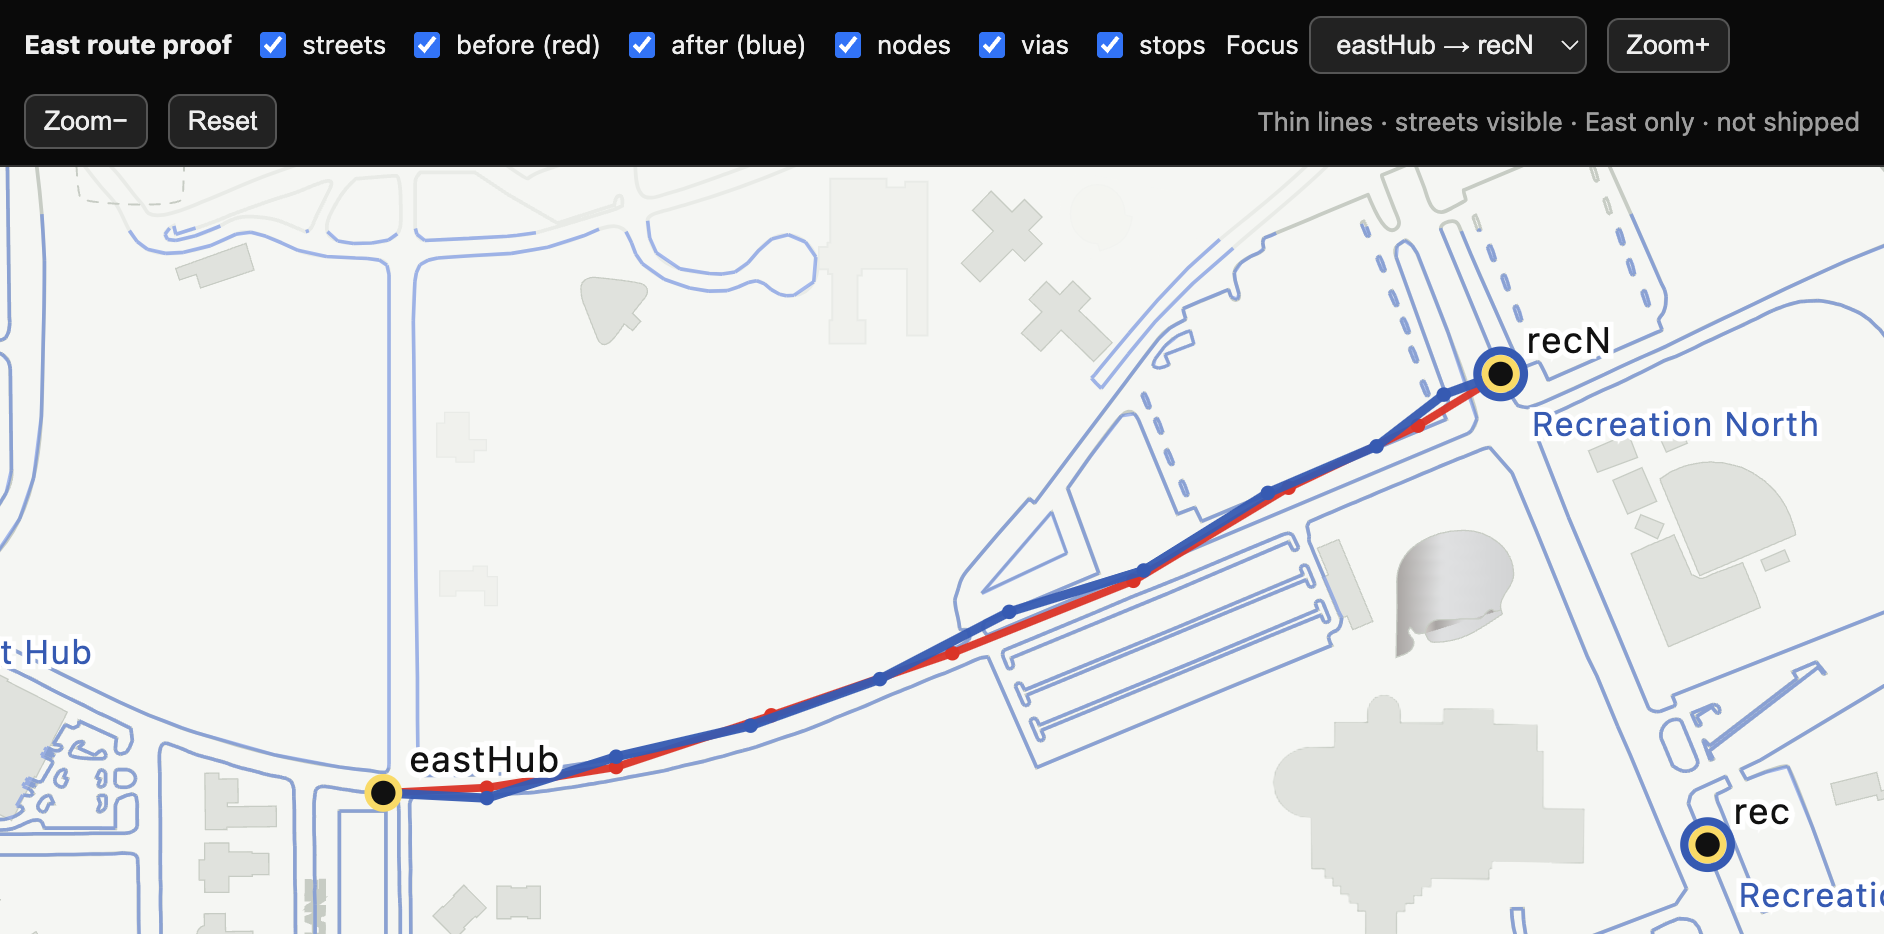 East route proof streets before (red) after (blue) nodes vias stops Focus eastHub → recN Zoom+
Zoom− Reset Thin lines · streets visible · East only · not shipped
recN
Recreation North
t Hub
eastHub
rec
Recreatio